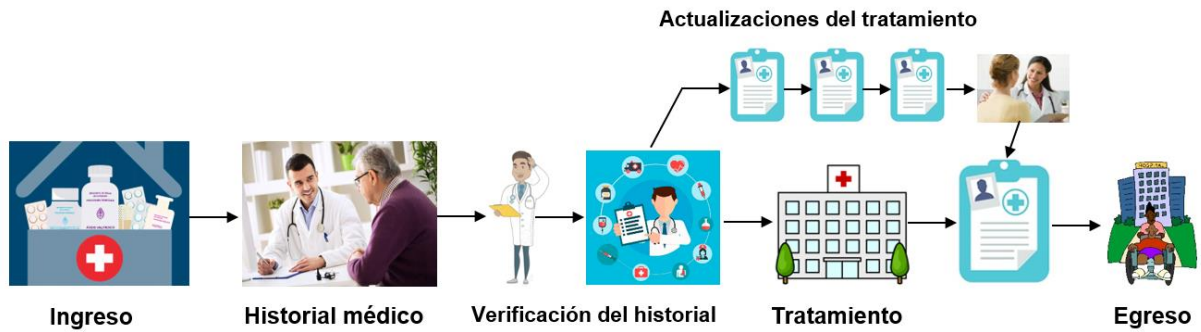 Actualizaciones del tratamiento
Ingreso
Historial médico
Verificación del historial
Tratamiento
Egreso